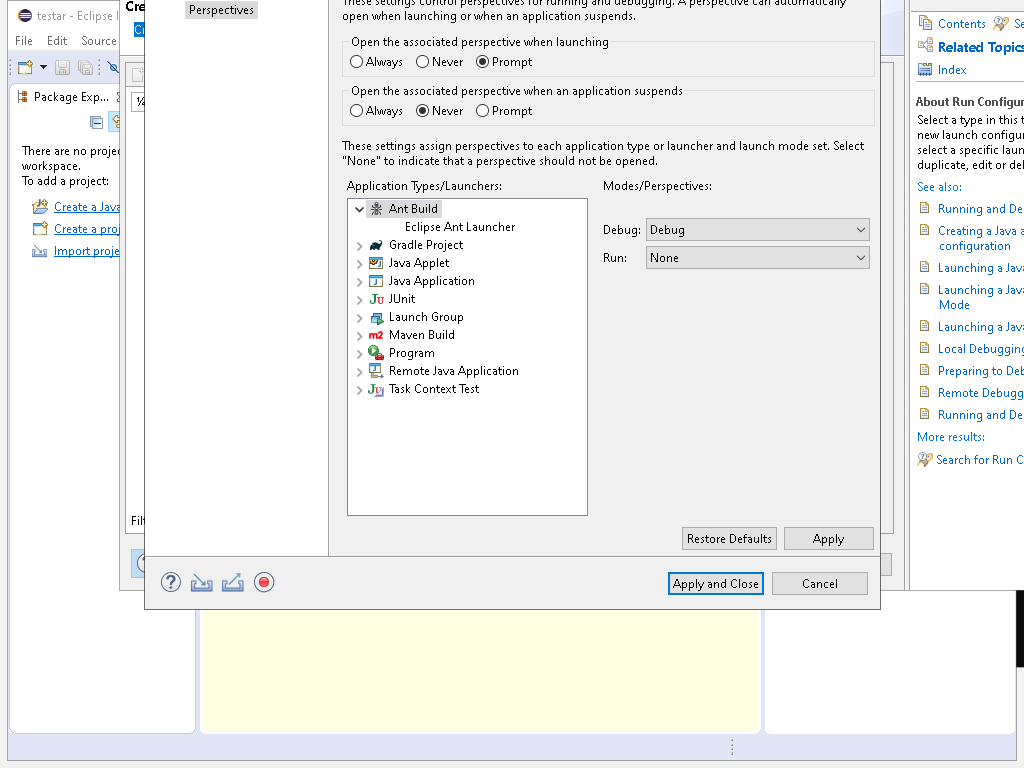 testar - Eclipse
File Edit Source
Package Exp...
There are no proje
workspace.
To add a project:
Create a Java
Create a proj
Import proje
Cre
Filt
Perspectives
These settings control perspectives for running and debugging. A perspective can automatically
open when launching or when an application suspends.
Open the associated perspective when launching
Always Never Prompt
Open the associated perspective when an application suspends
Always Never Prompt
These settings assign perspectives to each application type or launcher and launch mode set. Select
"None" to indicate that a perspective should not be opened.
Application Types/Launchers:
Ant Build
Eclipse Ant Launcher
Gradle Project
Java Applet
Java Application
JUnit
Launch Group
Maven Build
Program
Remote Java Application
Task Context Test
Modes/Perspectives:
Debug: Debug
Run: None
Restore Defaults Apply
Apply and Close Cancel
Contents Se
Related Topics
Index
About Run Configur
Select a type in this t
new launch configu
select a specific laun
duplicate, edit or del
See also:
Running and De
Creating a Java a
configuration
Launching a Java
Launching a Java
Mode
Launching a Java
Local Debugging
Preparing to Deb
Remote Debugg
Running and De
More results:
Search for Run C